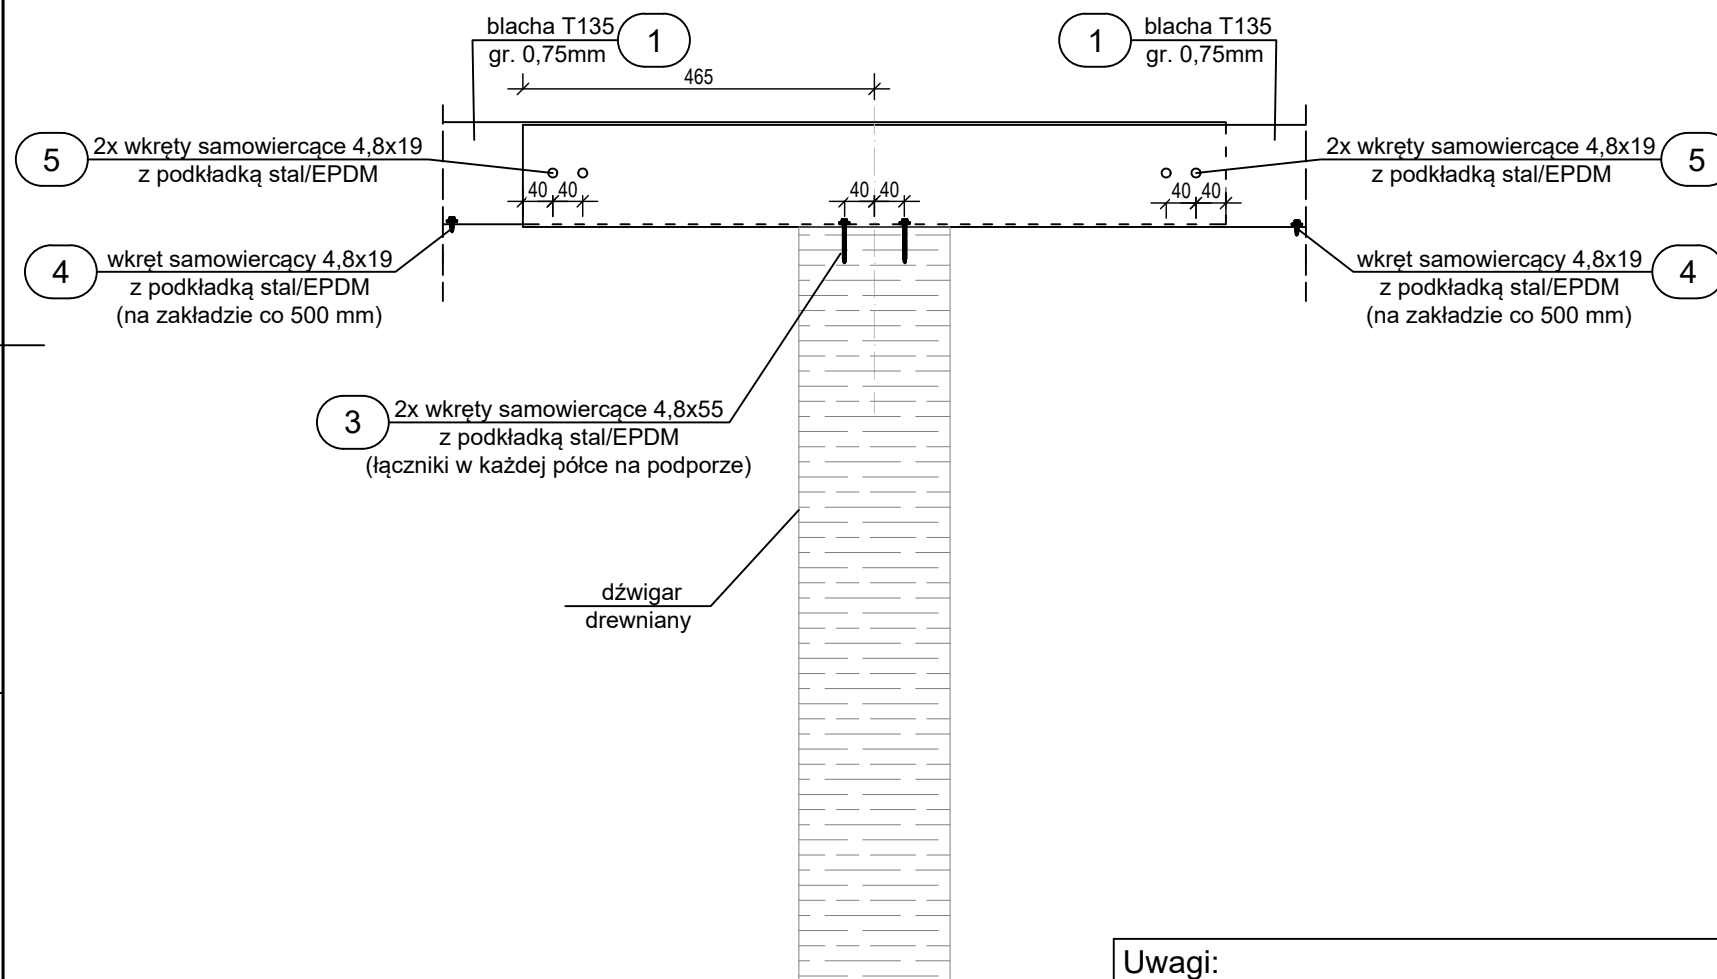 blacha T135
gr. 0,75mm
1
1
blacha T135
gr. 0,75mm
465
5
2x wkręty samowiercące 4,8x19
z podkładką stal/EPDM
2x wkręty samowiercące 4,8x19
z podkładką stal/EPDM
5
40 40
40 40
40 40
4
wkręt samowiercący 4,8x19
z podkładką stal/EPDM
(na zakładzie co 500 mm)
wkręt samowiercący 4,8x19
z podkładką stal/EPDM
(na zakładzie co 500 mm)
4
3
2x wkręty samowiercące 4,8x55
z podkładką stal/EPDM
(łączniki w każdej półce na podporze)
dźwigar
drewniany
Uwagi: